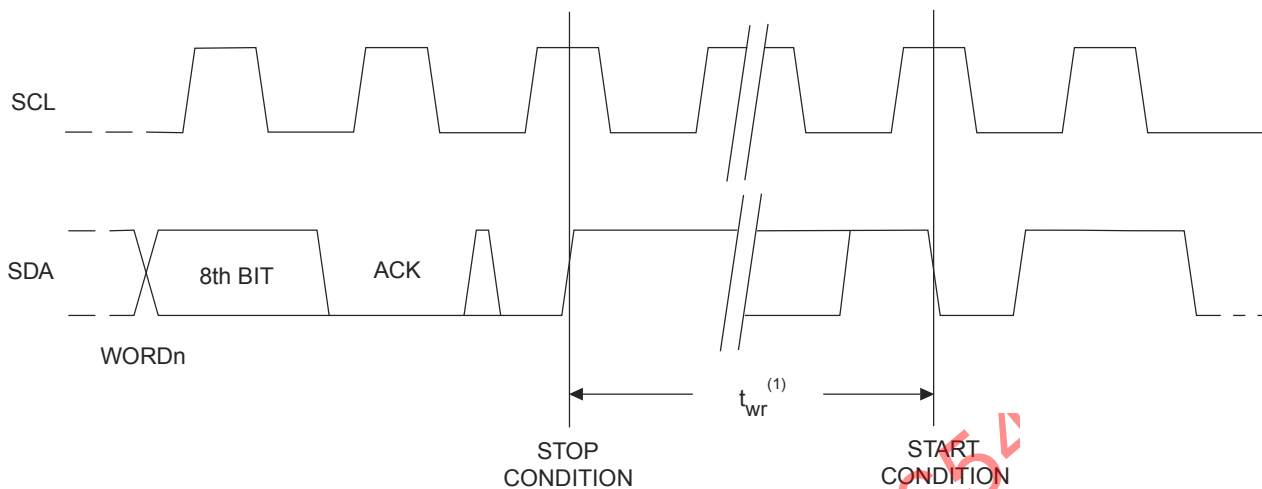 SCL
SDA
8th BIT
ACK
WORDn
twr(1)
STOP
CONDITION
START
CONDITION